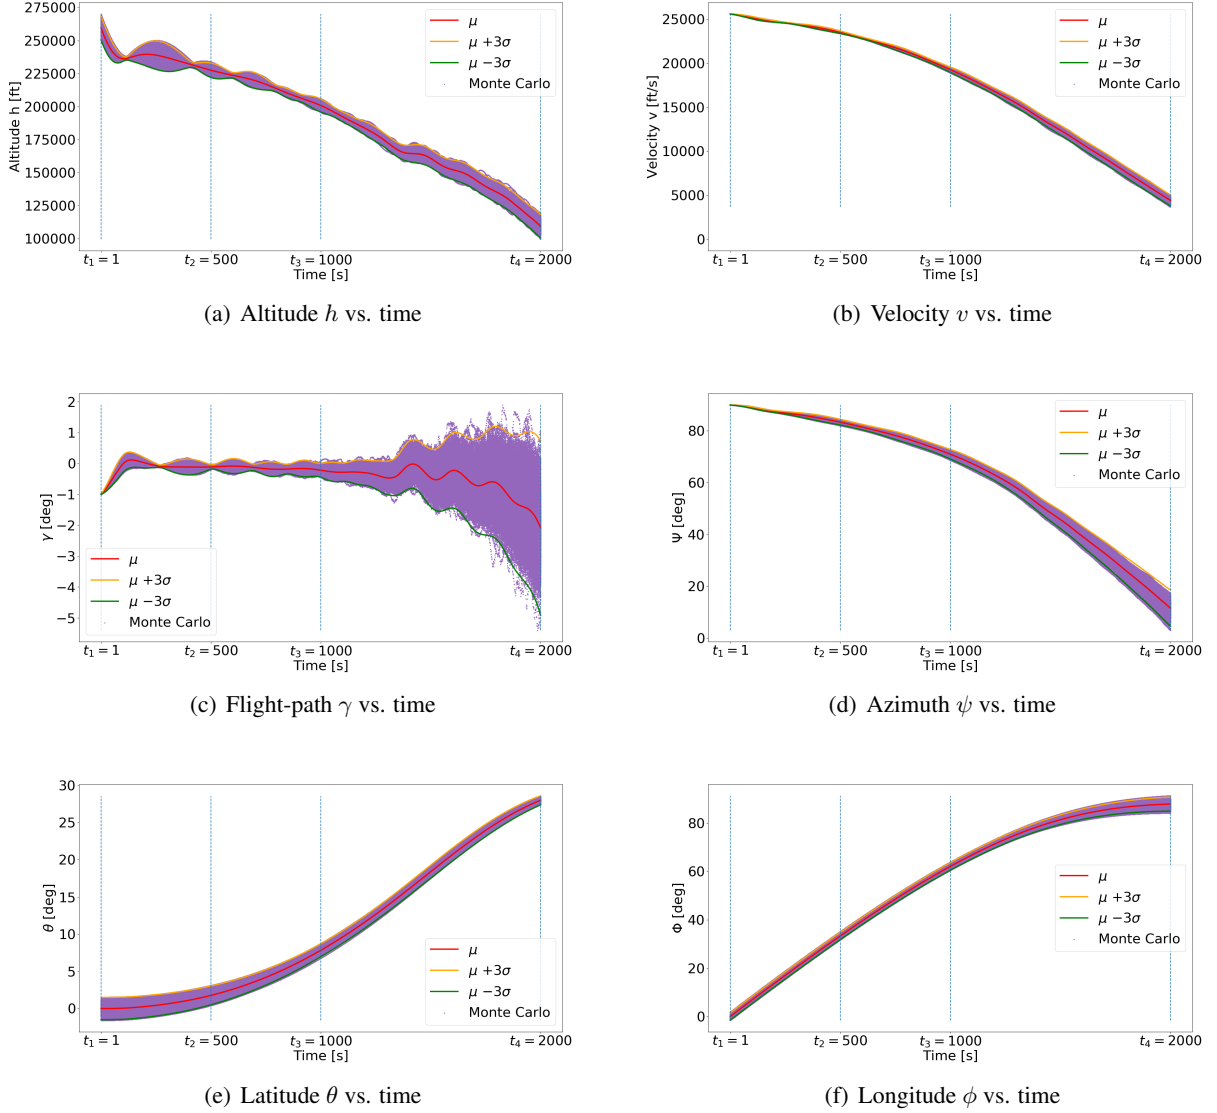 275000
250000
225000
200000
175000
150000
125000
100000
Altitude h [ft]
μ
μ +3σ
μ −3σ
Monte Carlo
t₁ = 1
t₂ = 500
t₃ = 1000
t₄ = 2000
Time [s]
(a) Altitude h vs. time
25000
20000
15000
10000
5000
0
Velocity v [ft/s]
μ
μ +3σ
μ −3σ
Monte Carlo
t₁ = 1
t₂ = 500
t₃ = 1000
t₄ = 2000
Time [s]
(b) Velocity v vs. time
2
1
0
−1
−2
−3
−4
−5
γ [deg]
μ
μ +3σ
μ −3σ
Monte Carlo
t₁ = 1
t₂ = 500
t₃ = 1000
t₄ = 2000
Time [s]
(c) Flight-path γ vs. time
80
60
40
20
0
Ψ [deg]
μ
μ +3σ
μ −3σ
Monte Carlo
t₁ = 1
t₂ = 500
t₃ = 1000
t₄ = 2000
Time [s]
(d) Azimuth ψ vs. time
30
25
20
15
10
5
0
θ [deg]
μ
μ +3σ
μ −3σ
Monte Carlo
t₁ = 1
t₂ = 500
t₃ = 1000
t₄ = 2000
Time [s]
(e) Latitude θ vs. time
80
60
40
20
0
Φ [deg]
μ
μ +3σ
μ −3σ
Monte Carlo
t₁ = 1
t₂ = 500
t₃ = 1000
t₄ = 2000
Time [s]
(f) Longitude ϕ vs. time